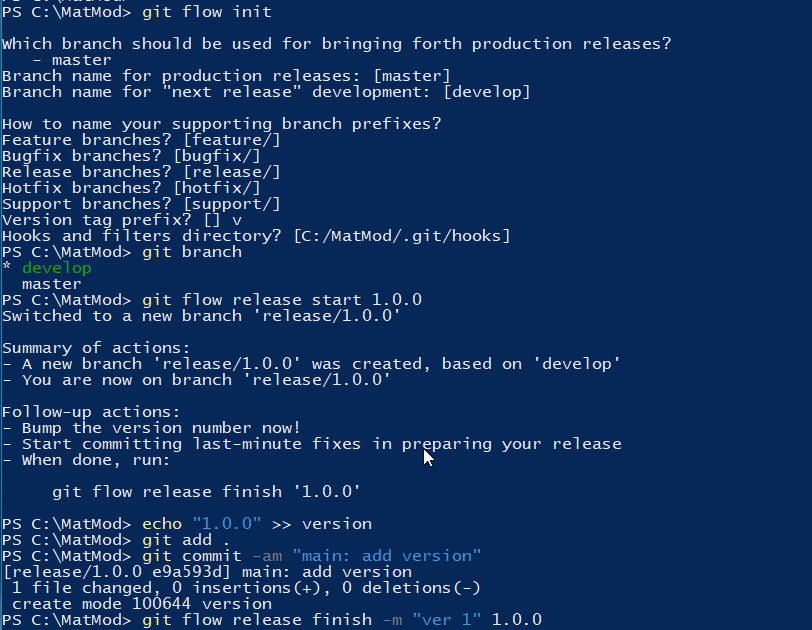 PS C:\MatMod> git flow init
Which branch should be used for bringing forth production releases?
- master
Branch name for production releases: [master]
Branch name for "next release" development: [develop]
How to name your supporting branch prefixes?
Feature branches? [feature/]
Bugfix branches? [bugfix/]
Release branches? [release/]
Hotfix branches? [hotfix/]
Support branches? [support/]
Version tag prefix? [] v
Hooks and filters directory? [C:/MatMod/.git/hooks]
PS C:\MatMod> git branch
* develop
master
PS C:\MatMod> git flow release start 1.0.0
Switched to a new branch 'release/1.0.0'
Summary of actions:
- A new branch 'release/1.0.0' was created, based on 'develop'
- You are now on branch 'release/1.0.0'
Follow-up actions:
- Bump the version number now!
- Start committing last-minute fixes in preparing your release
- When done, run:
git flow release finish '1.0.0'
PS C:\MatMod> echo "1.0.0" >> version
PS C:\MatMod> git add .
PS C:\MatMod> git commit -am "main: add version"
[release/1.0.0 e9a593d] main: add version
1 file changed, 0 insertions(+), 0 deletions(-)
create mode 100644 version
PS C:\MatMod> git flow release finish -m "ver 1" 1.0.0